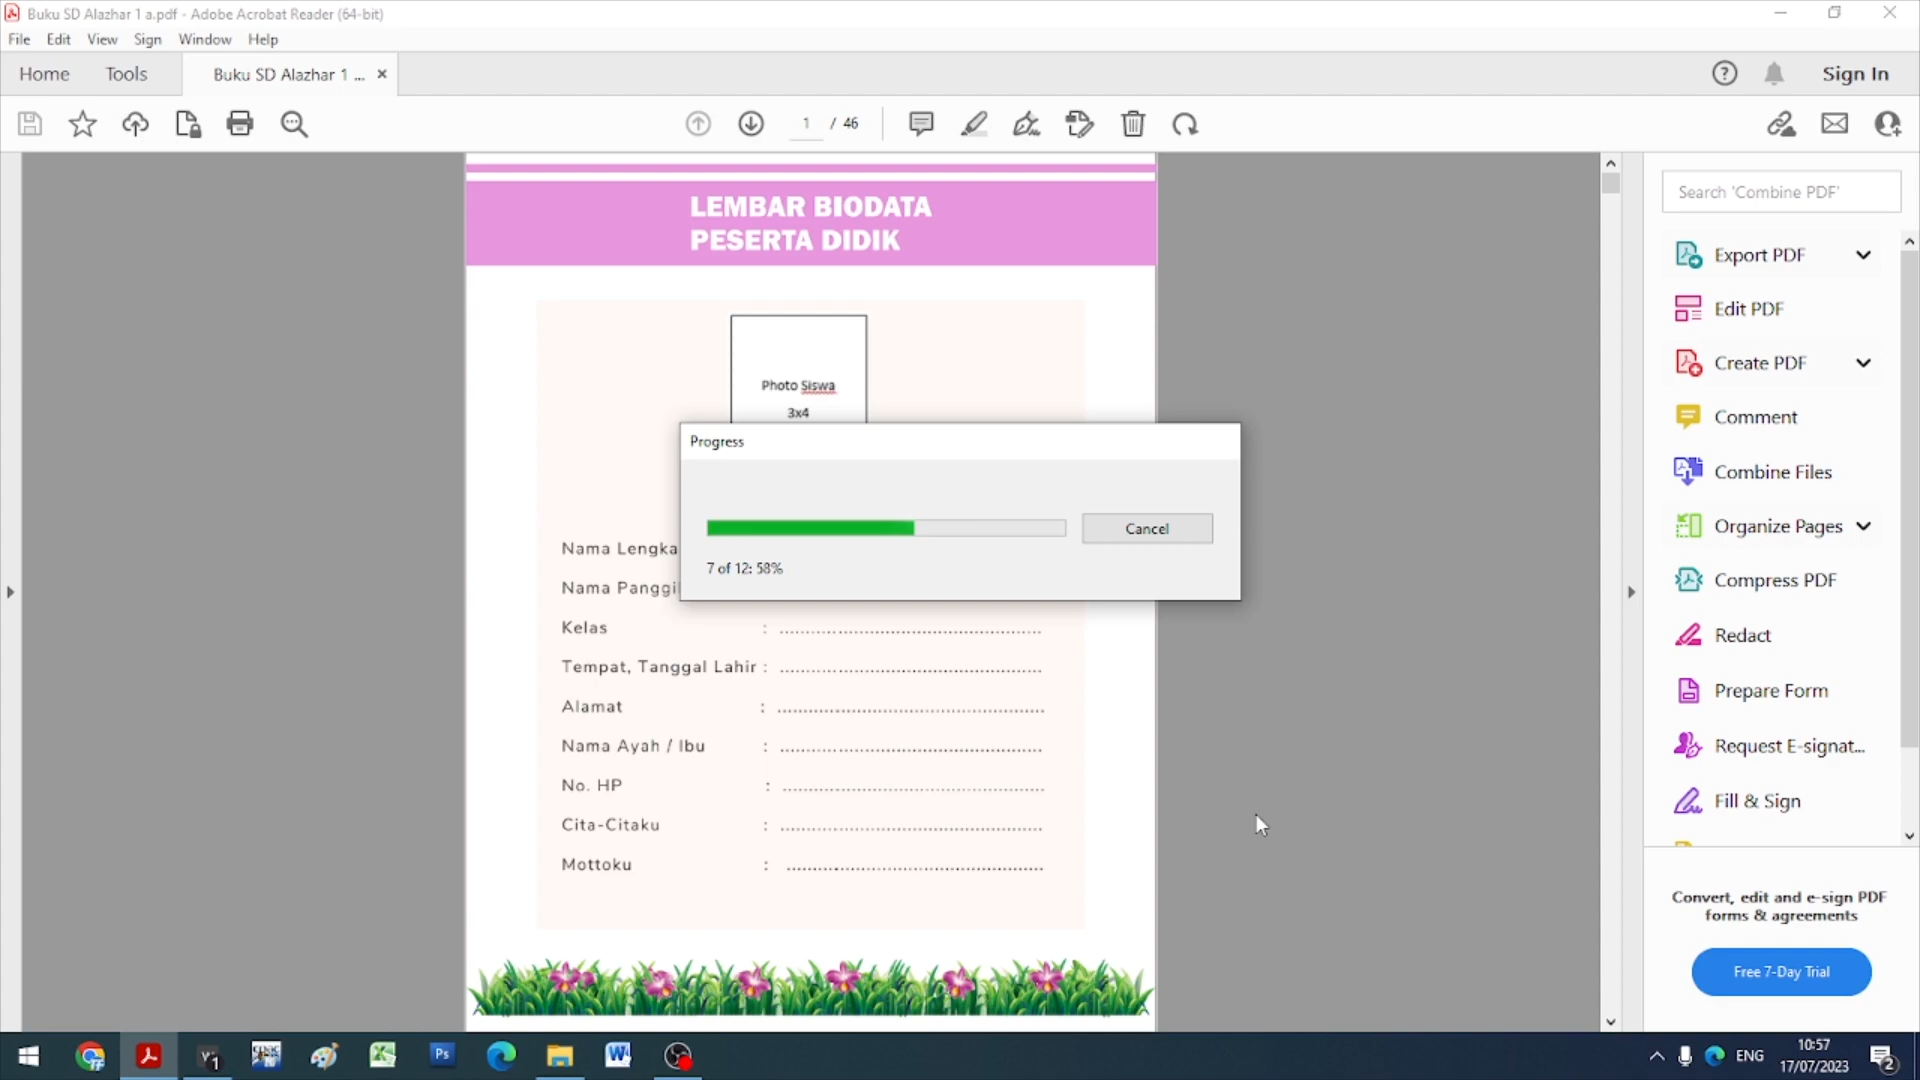 Buku SD Alazhar 1 a.pdf - Adobe Acrobat Reader (64-bit)
File Edit View Sign Window Help
Home Tools Buku SD Alazhar 1 ... × Sign In
1 / 46
LEMBAR BIODATA
PESERTA DIDIK
Photo Siswa
3x4
Progress
Cancel
7 of 12: 58%
Nama Lengka
Nama Panggil
Kelas : ................................................
Tempat, Tanggal Lahir : ................................................
Alamat : ................................................
Nama Ayah / Ibu : ................................................
No. HP : ................................................
Cita-Citaku : ................................................
Mottoku : ................................................
Search 'Combine PDF'
Export PDF
Edit PDF
Create PDF
Comment
Combine Files
Organize Pages
Compress PDF
Redact
Prepare Form
Request E-signat...
Fill & Sign
Convert, edit and e-sign PDF
forms & agreements
Free 7-Day Trial
1
Ps
W
ENG
10:57
17/07/2023
2